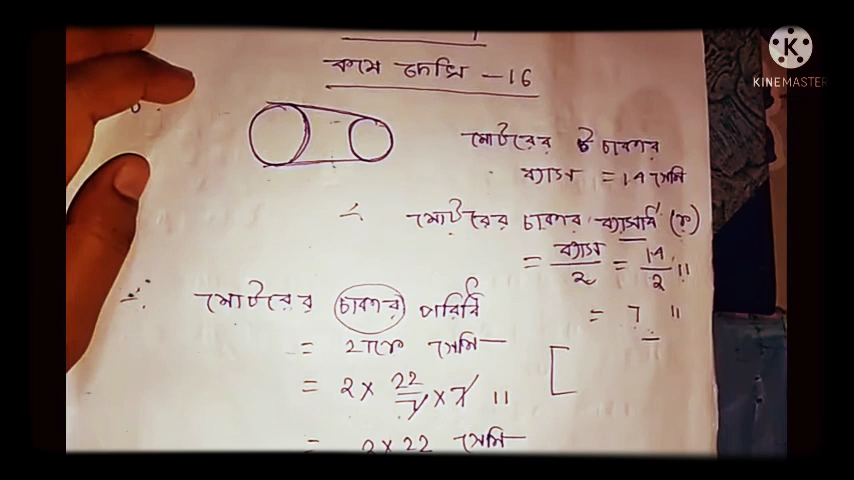 কষে দেখি - 16
মোটরের চাকার
ব্যাস = 14 সেমি
∴ মোটরের চাকার ব্যাসার্ধ (r)
= ব্যাস/2 = 14/2 "
= 7 "
∴ মোটরের চাকার পরিধি
= 2πr সেমি
= 2 × 22/7 × 7 "
= 2 × 22 সেমি
KINEMASTER